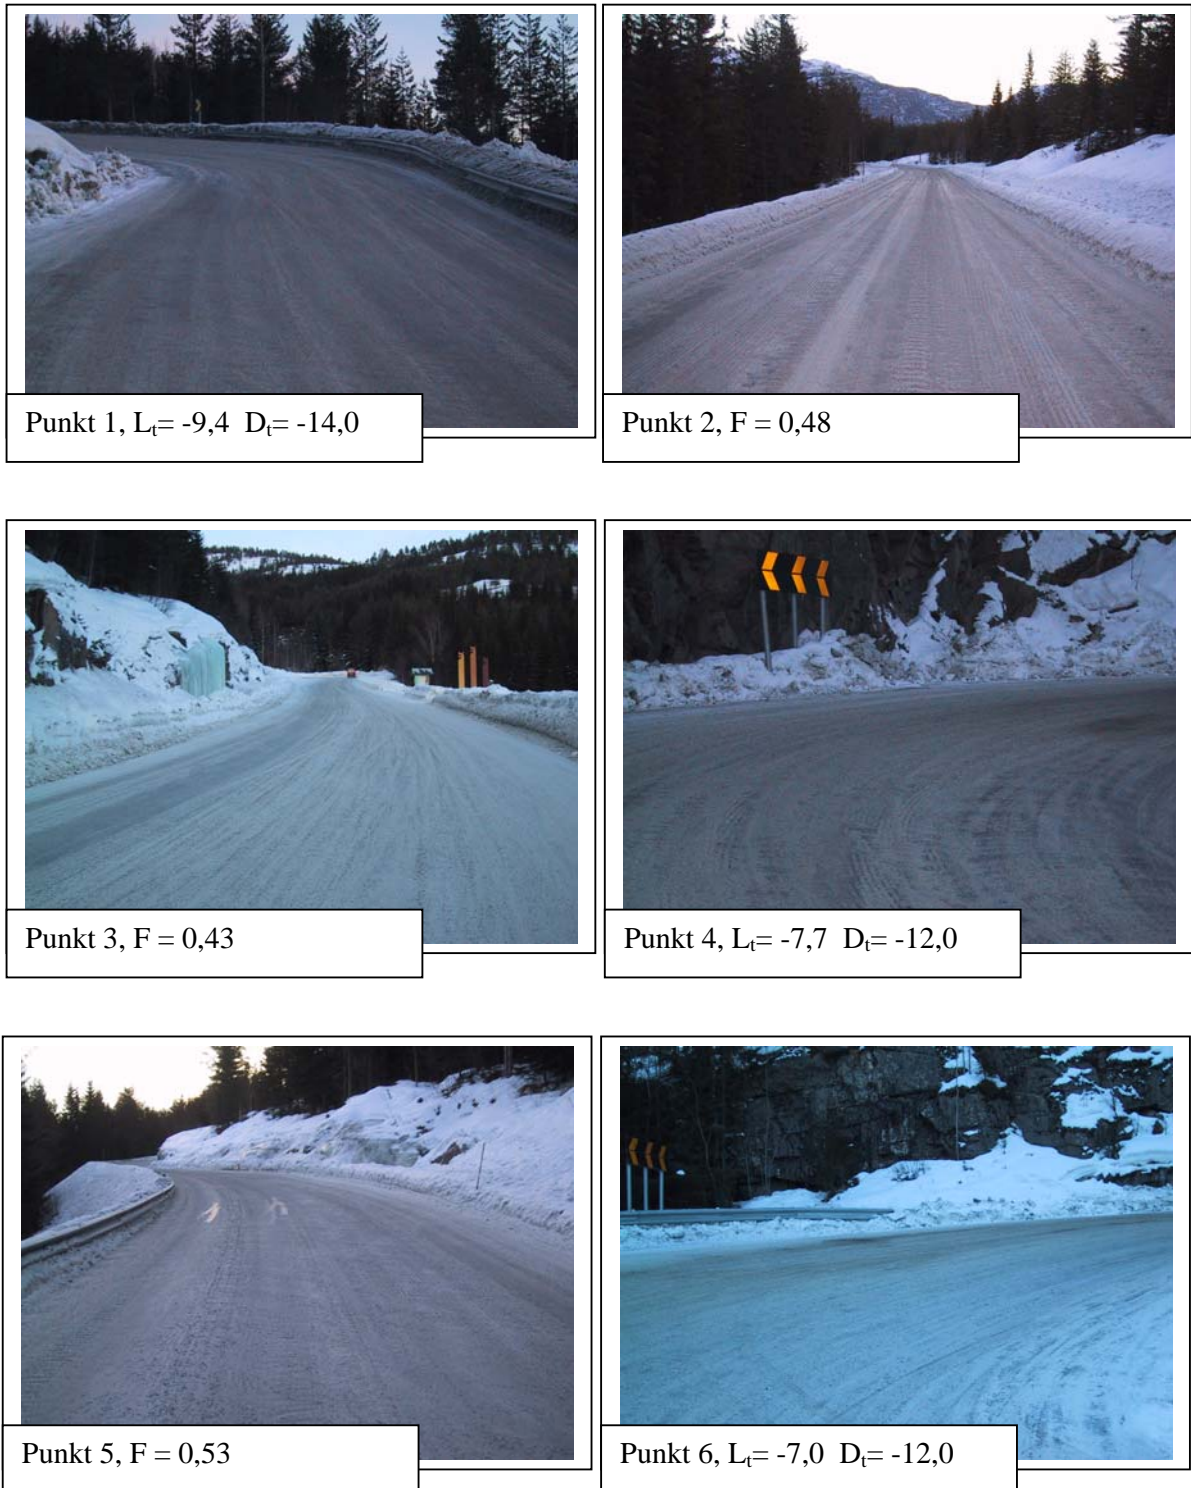 Punkt 1, Lt= -9,4  Dt= -14,0
Punkt 2, F = 0,48
Punkt 3, F = 0,43
Punkt 4, Lt= -7,7  Dt= -12,0
Punkt 5, F = 0,53
Punkt 6, Lt= -7,0  Dt= -12,0